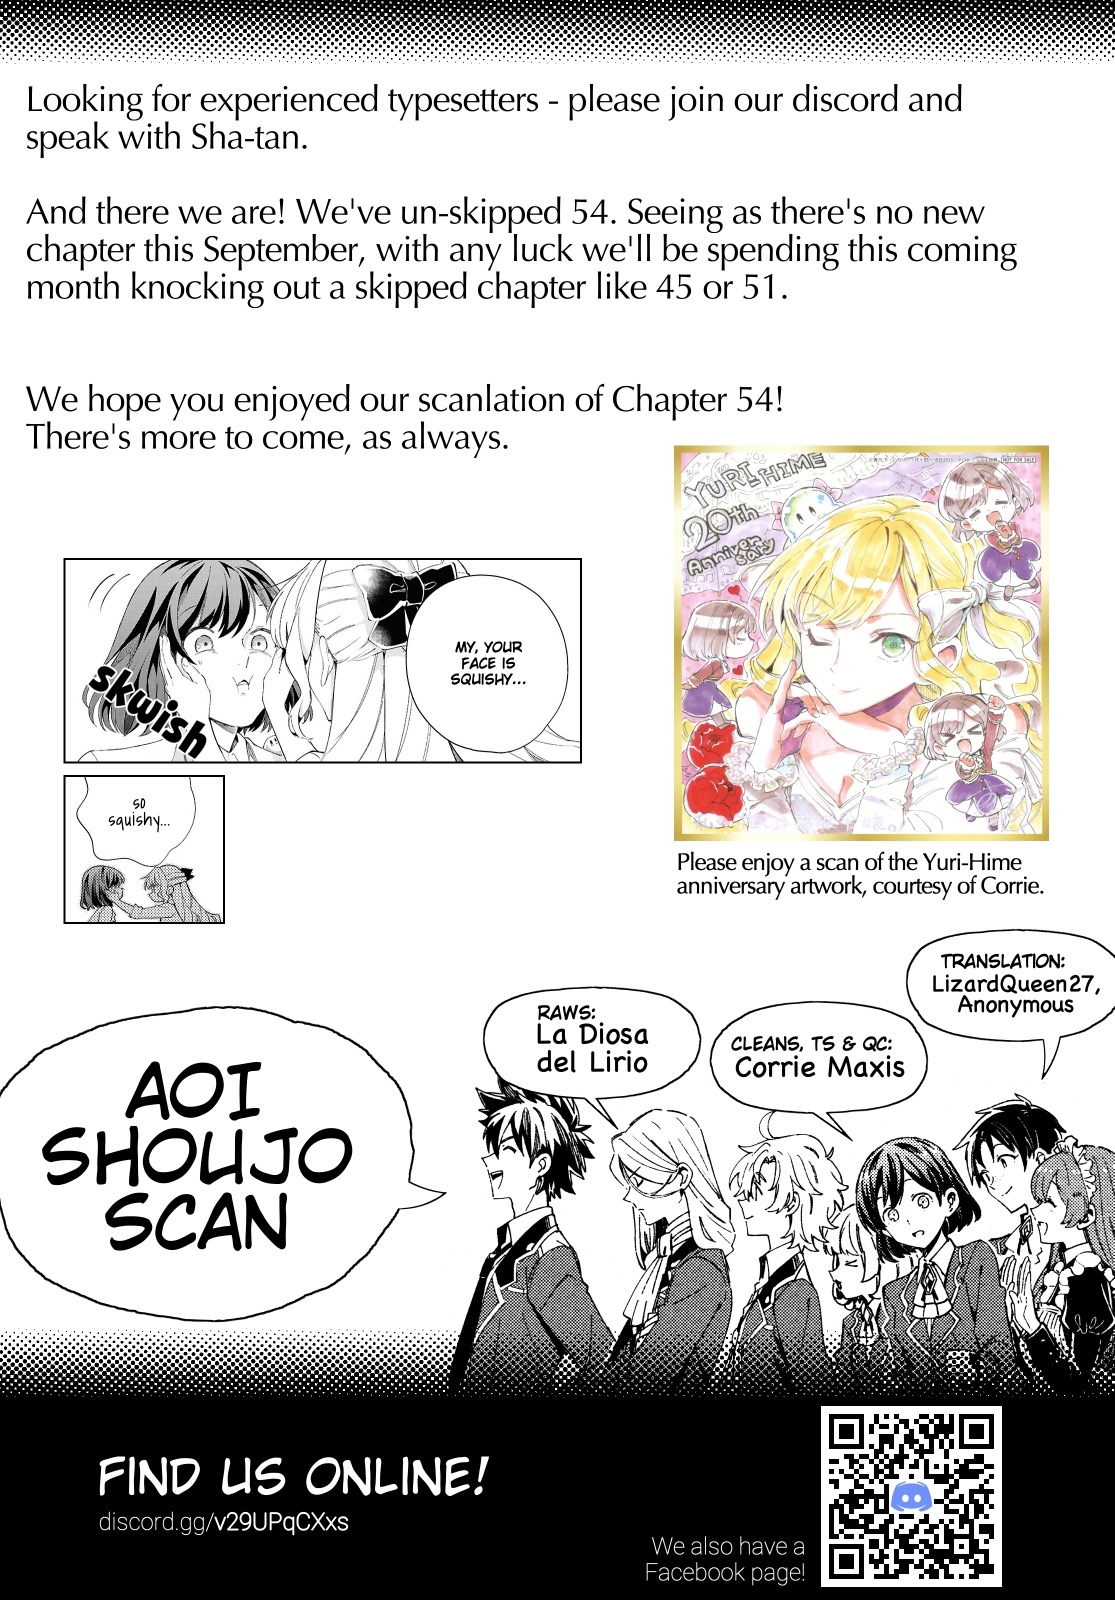 Looking for experienced typesetters - please join our discord and
speak with Sha-tan.
And there we are! We've un-skipped 54. Seeing as there's no new
chapter this September, with any luck we'll be spending this coming
month knocking out a skipped chapter like 45 or 51.
We hope you enjoyed our scanlation of Chapter 54!
There's more to come, as always.
YURI HIME
20th
Anniver
sary
NOT FOR SALE
MY, YOUR
FACE IS
SQUISHY...
skwish
so
squishy...
Please enjoy a scan of the Yuri-Hime
anniversary artwork, courtesy of Corrie.
TRANSLATION:
LizardQueen27,
Anonymous
RAWS:
La Diosa
del Lirio
CLEANS, TS & QC:
Corrie Maxis
AOI
SHOUJO
SCAN
FIND US ONLINE!
discord.gg/v29UPqCXxs
We also have a
Facebook page!